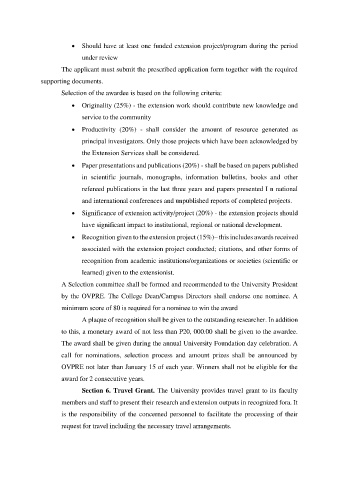 • Should have at least one funded extension project/program during the period
under review
The applicant must submit the prescribed application form together with the required
supporting documents.
Selection of the awardee is based on the following criteria:
• Originality (25%) - the extension work should contribute new knowledge and
service to the community
• Productivity (20%) - shall consider the amount of resource generated as
principal investigators. Only those projects which have been acknowledged by
the Extension Services shall be considered.
• Paper presentations and publications (20%) - shall be based on papers published
in scientific journals, monographs, information bulletins, books and other
refereed publications in the last three years and papers presented I n national
and international conferences and unpublished reports of completed projects.
• Significance of extension activity/project (20%) - the extension projects should
have significant impact to institutional, regional or national development.
• Recognition given to the extension project (15%) –this includes awards received
associated with the extension project conducted; citations, and other forms of
recognition from academic institutions/organizations or societies (scientific or
learned) given to the extensionist.
A Selection committee shall be formed and recommended to the University President
by the OVPRE. The College Dean/Campus Directors shall endorse one nominee. A
minimum score of 80 is required for a nominee to win the award
A plaque of recognition shall be given to the outstanding researcher. In addition
to this, a monetary award of not less than P20, 000.00 shall be given to the awardee.
The award shall be given during the annual University Foundation day celebration. A
call for nominations, selection process and amount prizes shall be announced by
OVPRE not later than January 15 of each year. Winners shall not be eligible for the
award for 2 consecutive years.
Section 6. Travel Grant. The University provides travel grant to its faculty
members and staff to present their research and extension outputs in recognized fora. It
is the responsibility of the concerned personnel to facilitate the processing of their
request for travel including the necessary travel arrangements.